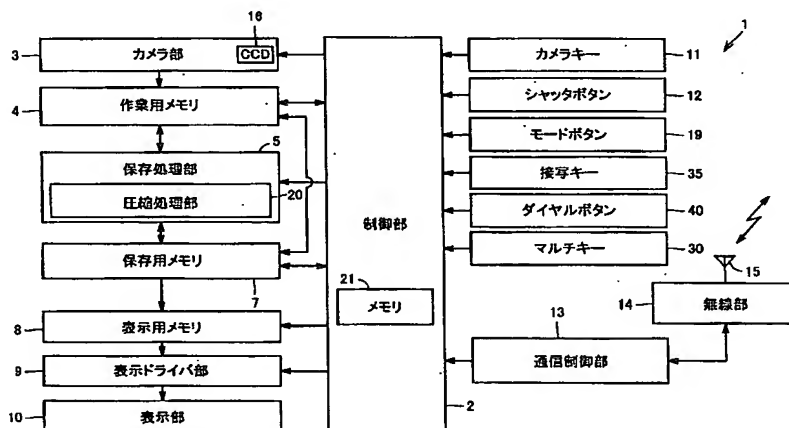 16
1
3
カメラ部
CCD
カメラキー
11
4
作業用メモリ
シャッタボタン
12
5
モードボタン
19
保存処理部
20
圧縮処理部
接写キー
35
制御部
ダイヤルボタン
40
保存用メモリ
7
マルチキー
30
21
メモリ
15
14
無線部
8
表示用メモリ
13
9
表示ドライバ部
通信制御部
10
表示部
2